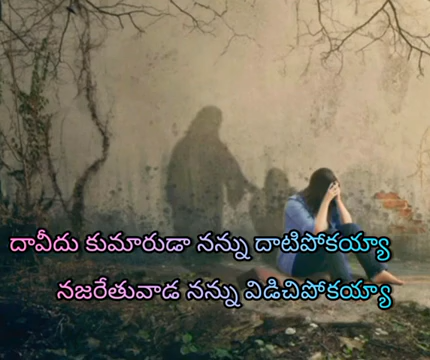 దావీదు కుమారుడా నన్ను దాటిపోకయ్యా
నజరేతువాడ నన్ను విడిచిపోకయ్యా